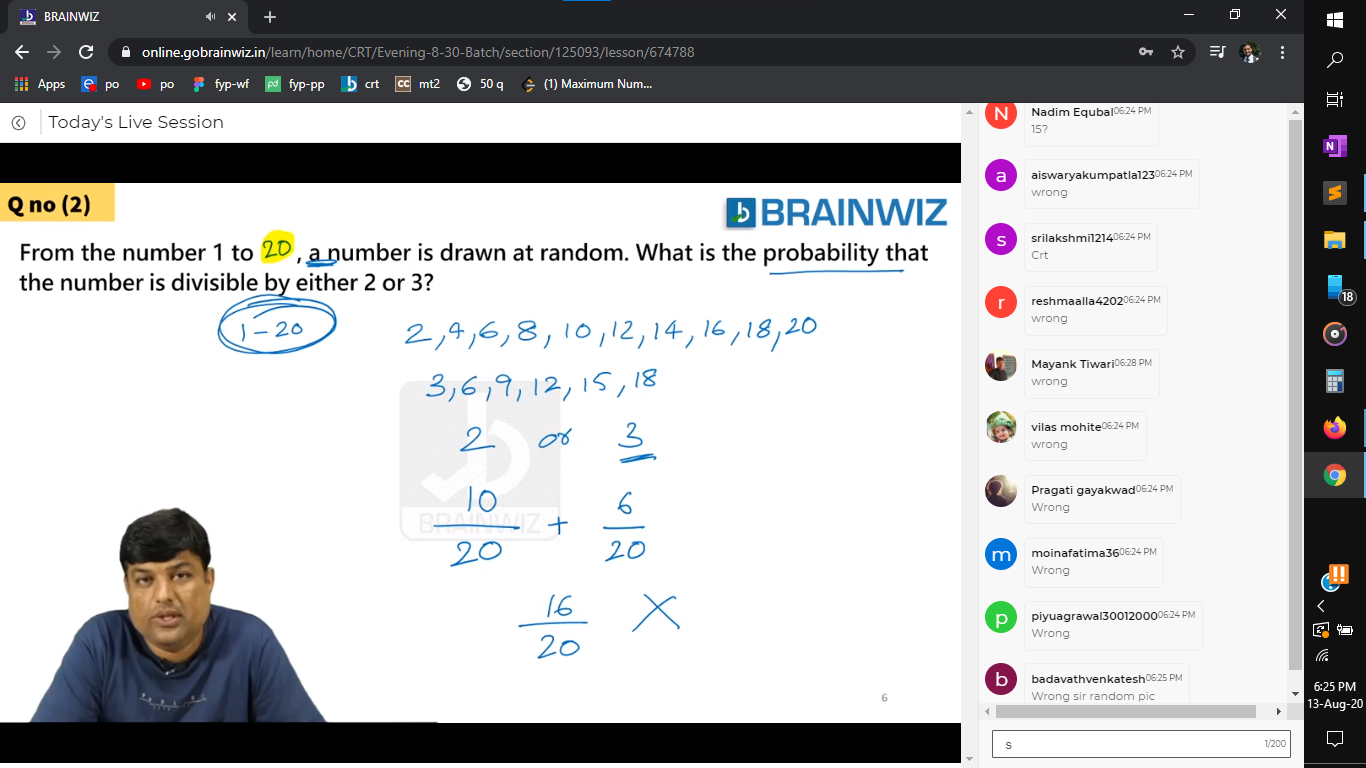 BRAINWIZ
online.gobrainwiz.in/learn/home/CRT/Evening-8-30-Batch/section/125093/lesson/674788
Apps po po fyp-wf fyp-pp crt mt2 50 q (1) Maximum Num...
Today's Live Session
Q no (2)
BRAINWIZ
From the number 1 to 20, a number is drawn at random. What is the probability that
the number is divisible by either 2 or 3?
1 – 20
2, 4, 6, 8, 10, 12, 14, 16, 18, 20
3, 6, 9, 12, 15, 18
2 or 3
10/20 + 6/20
BRAINWIZ
16/20 X
6
Nadim Equbal 06:24 PM
15?
aiswaryakumpatla123 06:24 PM
wrong
srilakshmi1214 06:24 PM
Crt
reshmaalla4202 06:24 PM
wrong
Mayank Tiwari 06:28 PM
wrong
vilas mohite 06:24 PM
wrong
Pragati gayakwad 06:24 PM
Wrong
moinafatima36 06:24 PM
Wrong
piyuagrawal30012000 06:24 PM
Wrong
badavathvenkatesh 06:25 PM
Wrong sir random pic
s
1/200
18
6:25 PM
13-Aug-20